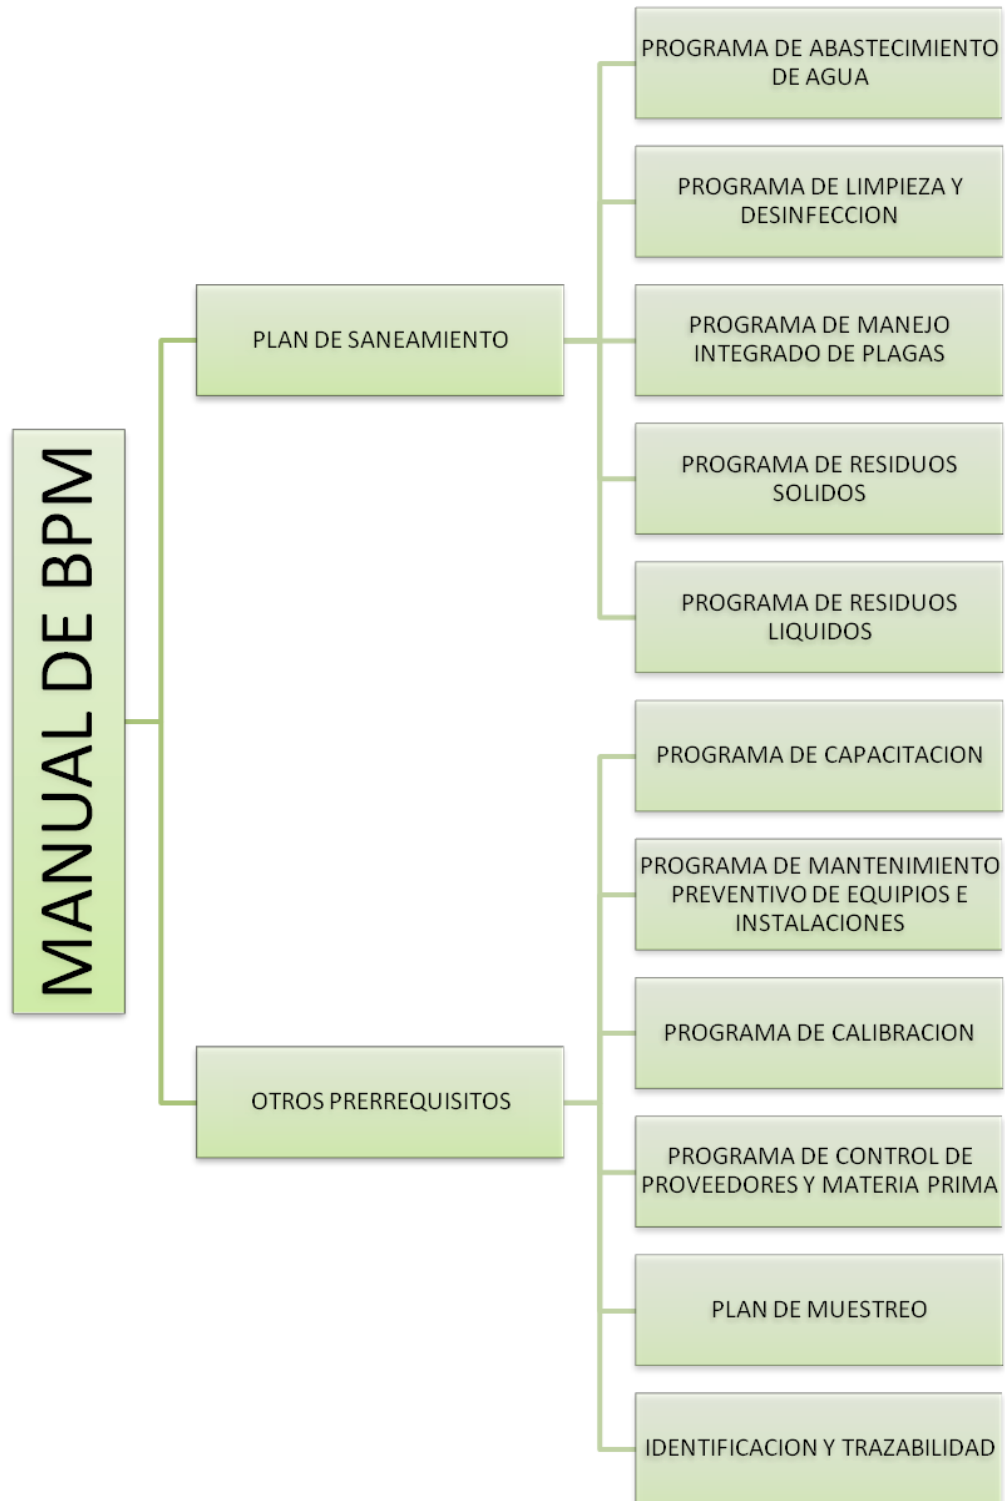 MANUAL DE BPM
PLAN DE SANEAMIENTO
PROGRAMA DE ABASTECIMIENTO
DE AGUA
PROGRAMA DE LIMPIEZA Y
DESINFECCION
PROGRAMA DE MANEJO
INTEGRADO DE PLAGAS
PROGRAMA DE RESIDUOS
SOLIDOS
PROGRAMA DE RESIDUOS
LIQUIDOS
OTROS PRERREQUISITOS
PROGRAMA DE CAPACITACION
PROGRAMA DE MANTENIMIENTO
PREVENTIVO DE EQUIPIOS E
INSTALACIONES
PROGRAMA DE CALIBRACION
PROGRAMA DE CONTROL DE
PROVEEDORES Y MATERIA PRIMA
PLAN DE MUESTREO
IDENTIFICACION Y TRAZABILIDAD